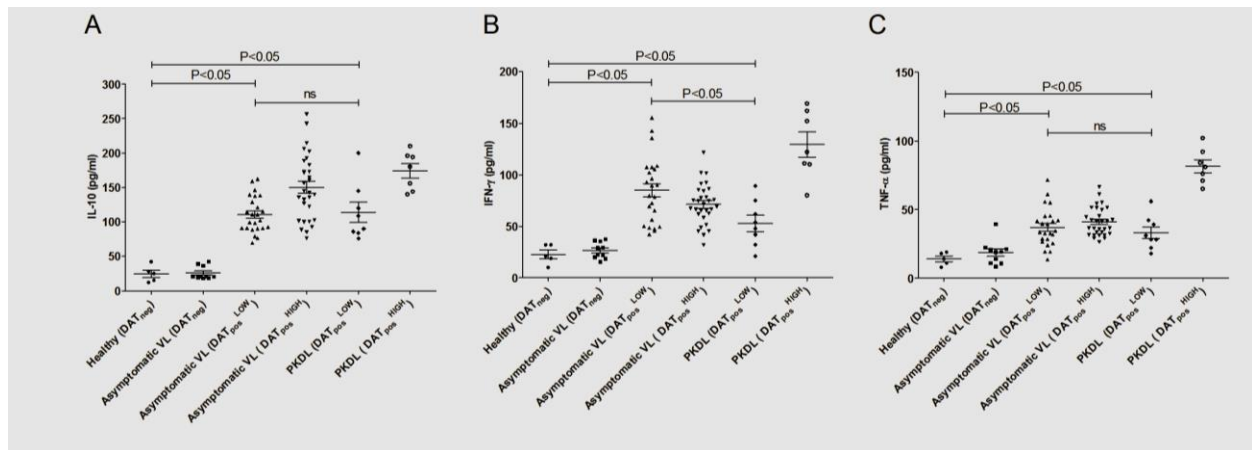 A
P<0.05
P<0.05
ns
300
250
200
150
100
50
0
IL-10 (pg/ml)
Healthy (DATneg)
Asymptomatic VL (DATneg)
Asymptomatic VL (DATpos LOW)
Asymptomatic VL ( DATpos HIGH)
PKDL (DATpos LOW)
PKDL ( DATpos HIGH)
B
P<0.05
P<0.05
P<0.05
200
150
100
50
0
IFN-γ (pg/ml)
Healthy (DATneg)
Asymptomatic VL (DATneg)
Asymptomatic VL (DATpos LOW)
Asymptomatic VL ( DATpos HIGH)
PKDL (DATpos LOW)
PKDL ( DATpos HIGH)
C
P<0.05
P<0.05
ns
150
100
50
0
TNF-α (pg/ml)
Healthy (DATneg)
Asymptomatic VL (DATneg)
Asymptomatic VL (DATpos LOW)
Asymptomatic VL ( DATpos HIGH)
PKDL (DATpos LOW)
PKDL ( DATpos HIGH)